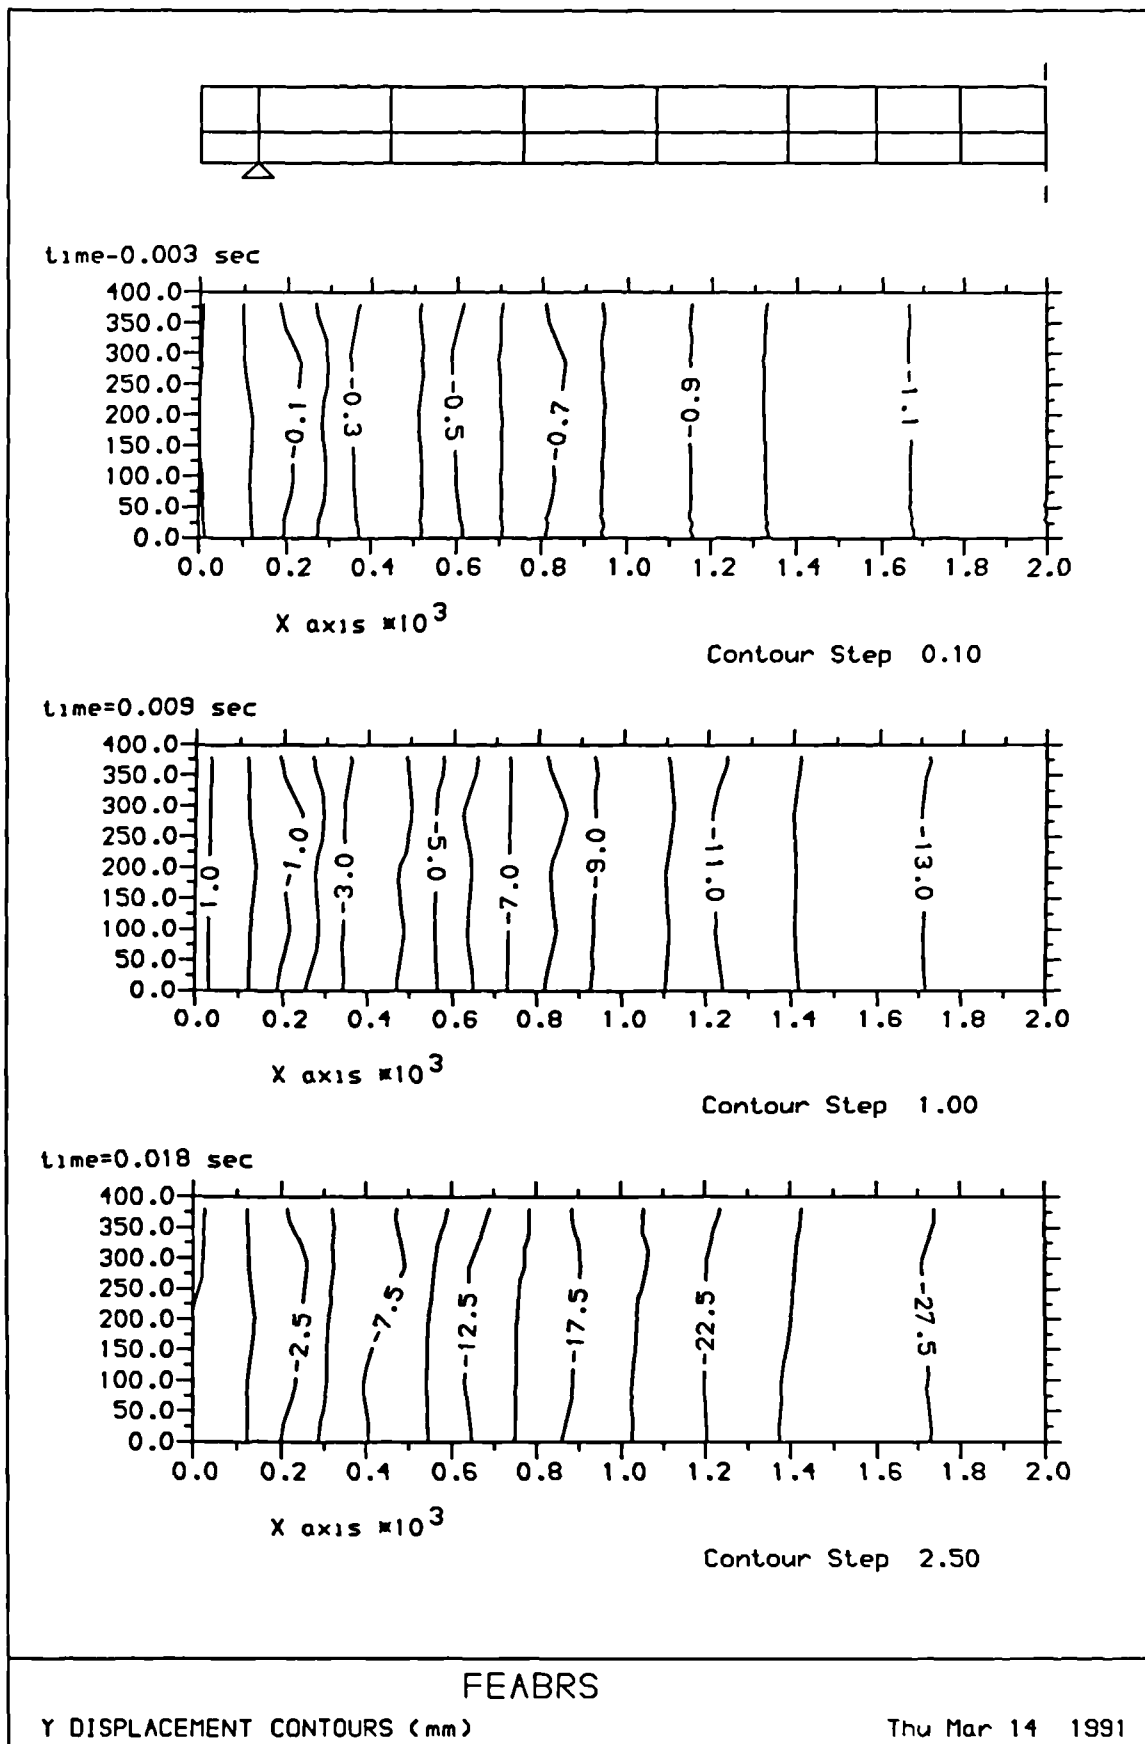 time-0.003 sec
400.0
350.0
300.0
250.0
200.0
150.0
100.0
50.0
0.0
-0.1 -0.3 -0.5 -0.7 -0.9 -1.1
0.0 0.2 0.4 0.6 0.8 1.0 1.2 1.4 1.6 1.8 2.0
X axis *10³
Contour Step 0.10
time=0.009 sec
400.0
350.0
300.0
250.0
200.0
150.0
100.0
50.0
0.0
1.0 -1.0 -3.0 -5.0 -7.0 -9.0 -11.0 -13.0
0.0 0.2 0.4 0.6 0.8 1.0 1.2 1.4 1.6 1.8 2.0
X axis *10³
Contour Step 1.00
time=0.018 sec
400.0
350.0
300.0
250.0
200.0
150.0
100.0
50.0
0.0
-2.5 -7.5 -12.5 -17.5 -22.5 -27.5
0.0 0.2 0.4 0.6 0.8 1.0 1.2 1.4 1.6 1.8 2.0
X axis *10³
Contour Step 2.50
FEABRS
Y DISPLACEMENT CONTOURS (mm) Thu Mar 14 1991